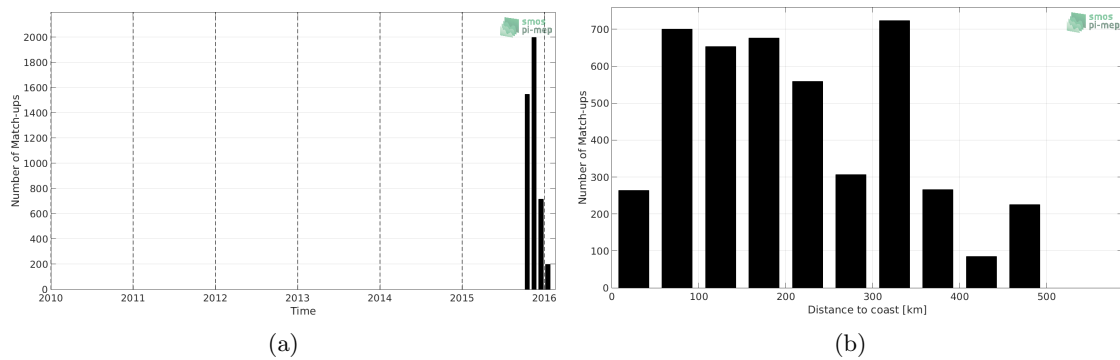 smos
pi-mep
2000
1800
1600
1400
1200
1000
800
600
400
200
0
Number of Match-ups
2010 2011 2012 2013 2014 2015 2016
Time
(a)
smos
pi-mep
700
600
500
400
300
200
100
0
Number of Match-ups
0 100 200 300 400 500
Distance to coast [km]
(b)